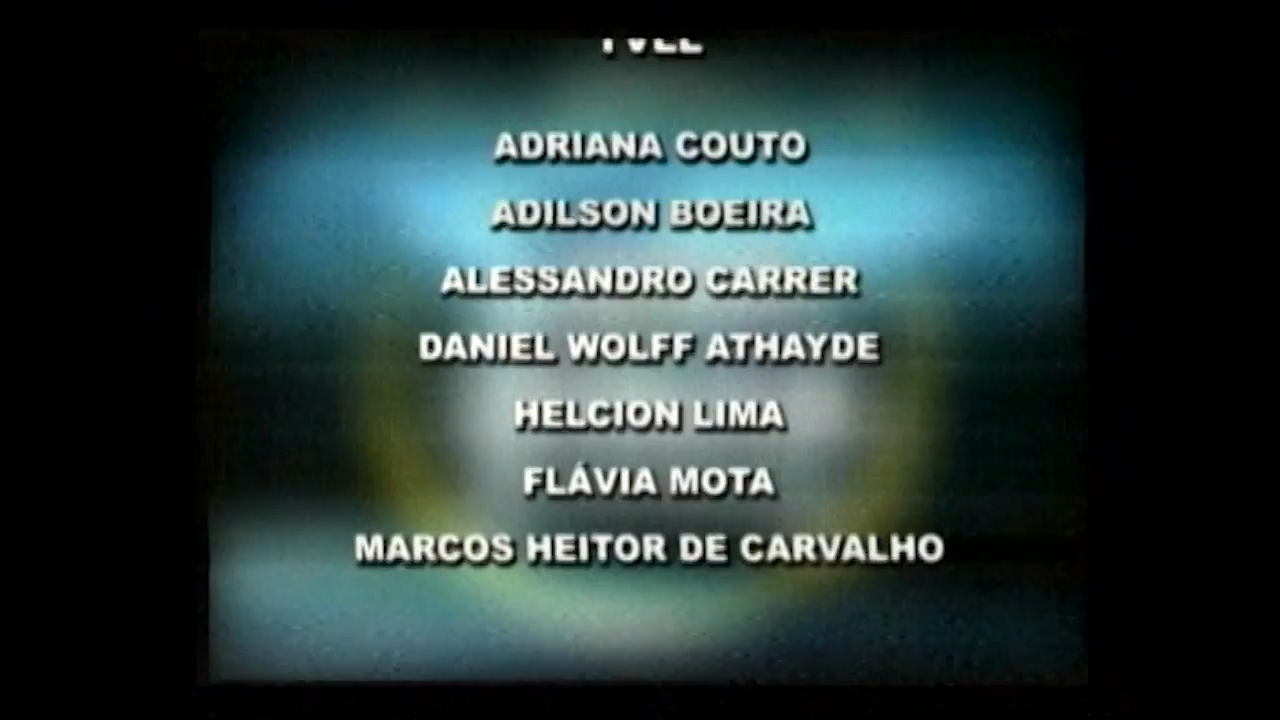 ADRIANA COUTO
ADILSON BOEIRA
ALESSANDRO CARRER
DANIEL WOLFF ATHAYDE
HELCION LIMA
FLÁVIA MOTA
MARCOS HEITOR DE CARVALHO